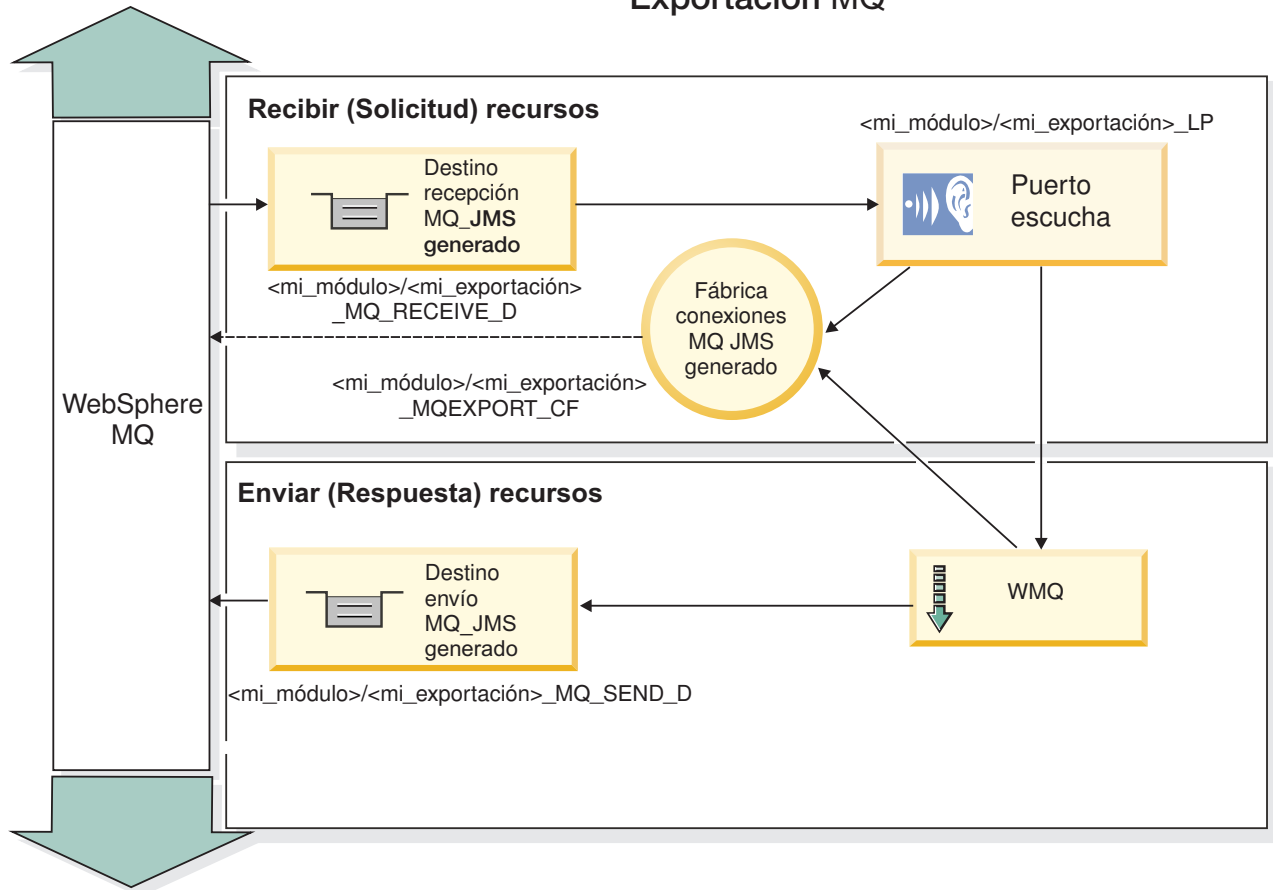 Exportación MQ
Recibir (Solicitud) recursos
<mi_módulo>/<mi_exportación>_LP
Destino
recepción
MQ_JMS
generado
Puerto
escucha
<mi_módulo>/<mi_exportación>
_MQ_RECEIVE_D
Fábrica
conexiones
MQ JMS
generado
<mi_módulo>/<mi_exportación>
_MQEXPORT_CF
WebSphere
MQ
Enviar (Respuesta) recursos
Destino
envío
MQ_JMS
generado
WMQ
<mi_módulo>/<mi_exportación>_MQ_SEND_D